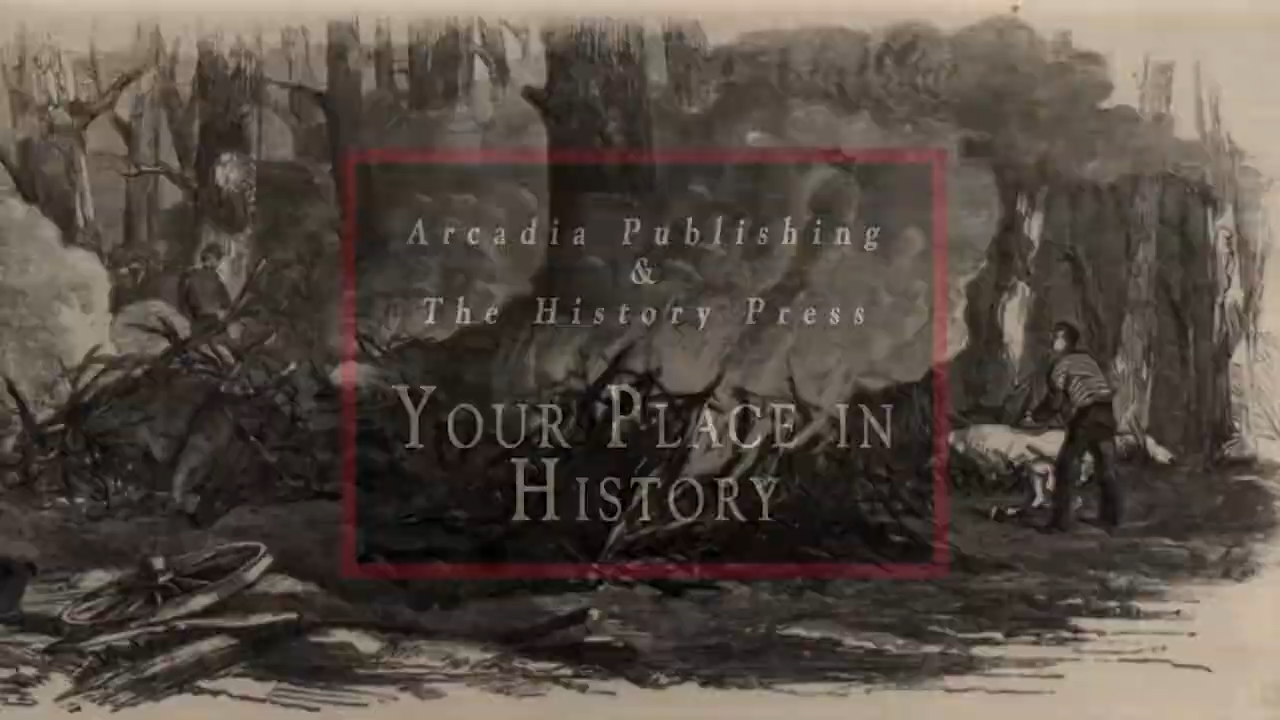 Arcadia Publishing
&
The History Press
Your Place in
History